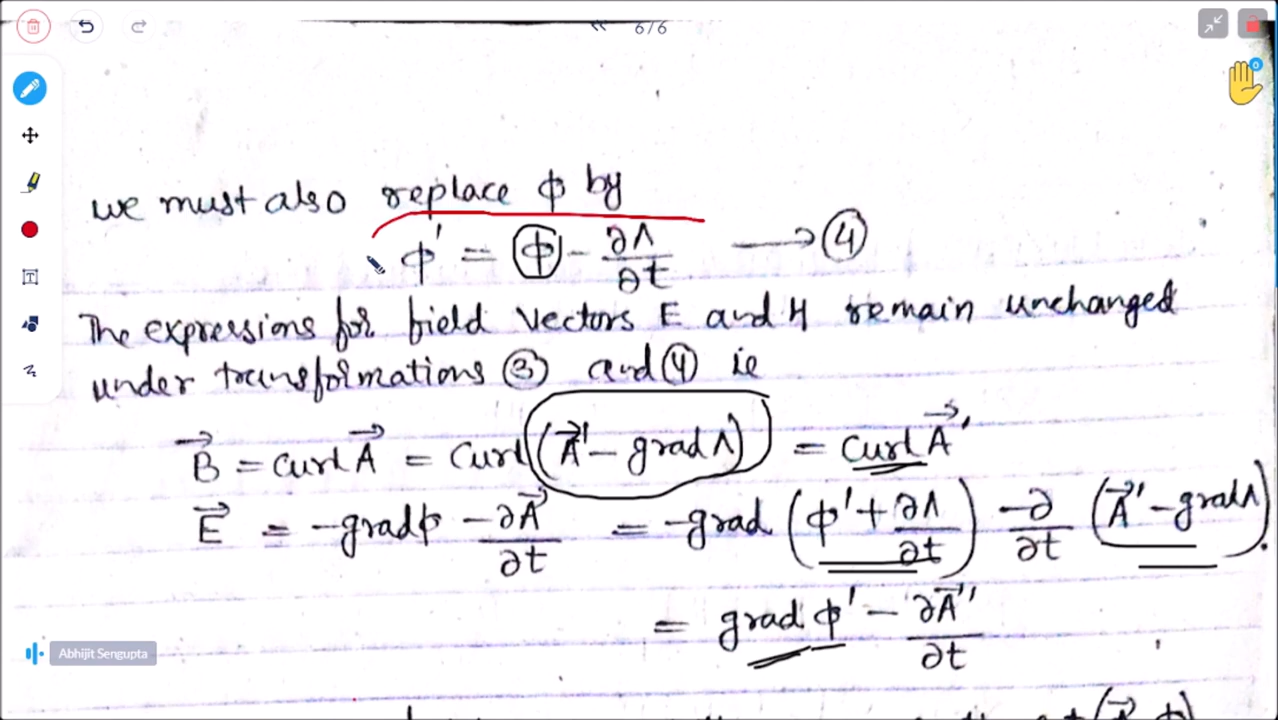 6/6
we must also replace φ by
φ' = φ - ∂Λ/∂t → ④
The expressions for field vectors E and H remain unchanged
under transformations ③ and ④ ie
B⃗ = curl A⃗ = curl (A⃗' - grad Λ) = curl A⃗'
E⃗ = -grad φ - ∂A⃗/∂t = -grad (φ' + ∂Λ/∂t) - ∂/∂t (A⃗' - grad Λ).
= grad φ' - ∂A⃗'/∂t
Abhijit Sengupta